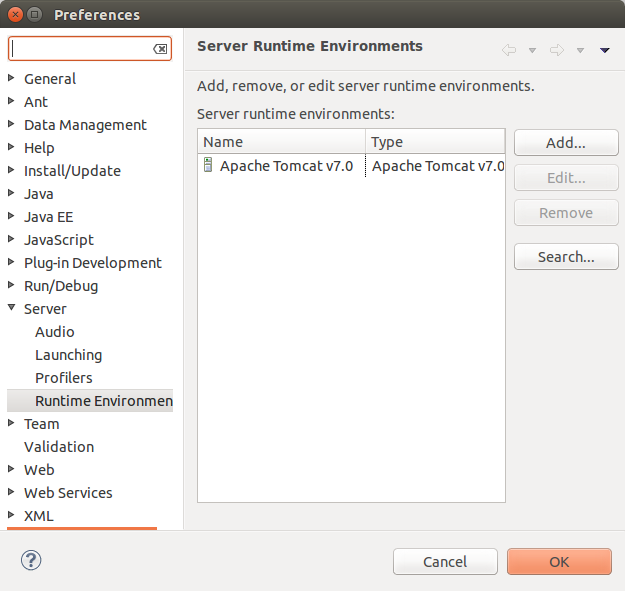 Preferences
Server Runtime Environments
General
Ant
Data Management
Help
Install/Update
Java
Java EE
JavaScript
Plug-in Development
Run/Debug
Server
Audio
Launching
Profilers
Runtime Environmen
Team
Validation
Web
Web Services
XML
Add, remove, or edit server runtime environments.
Server runtime environments:
Name Type
Apache Tomcat v7.0 Apache Tomcat v7.0
Add...
Edit...
Remove
Search...
?
Cancel OK